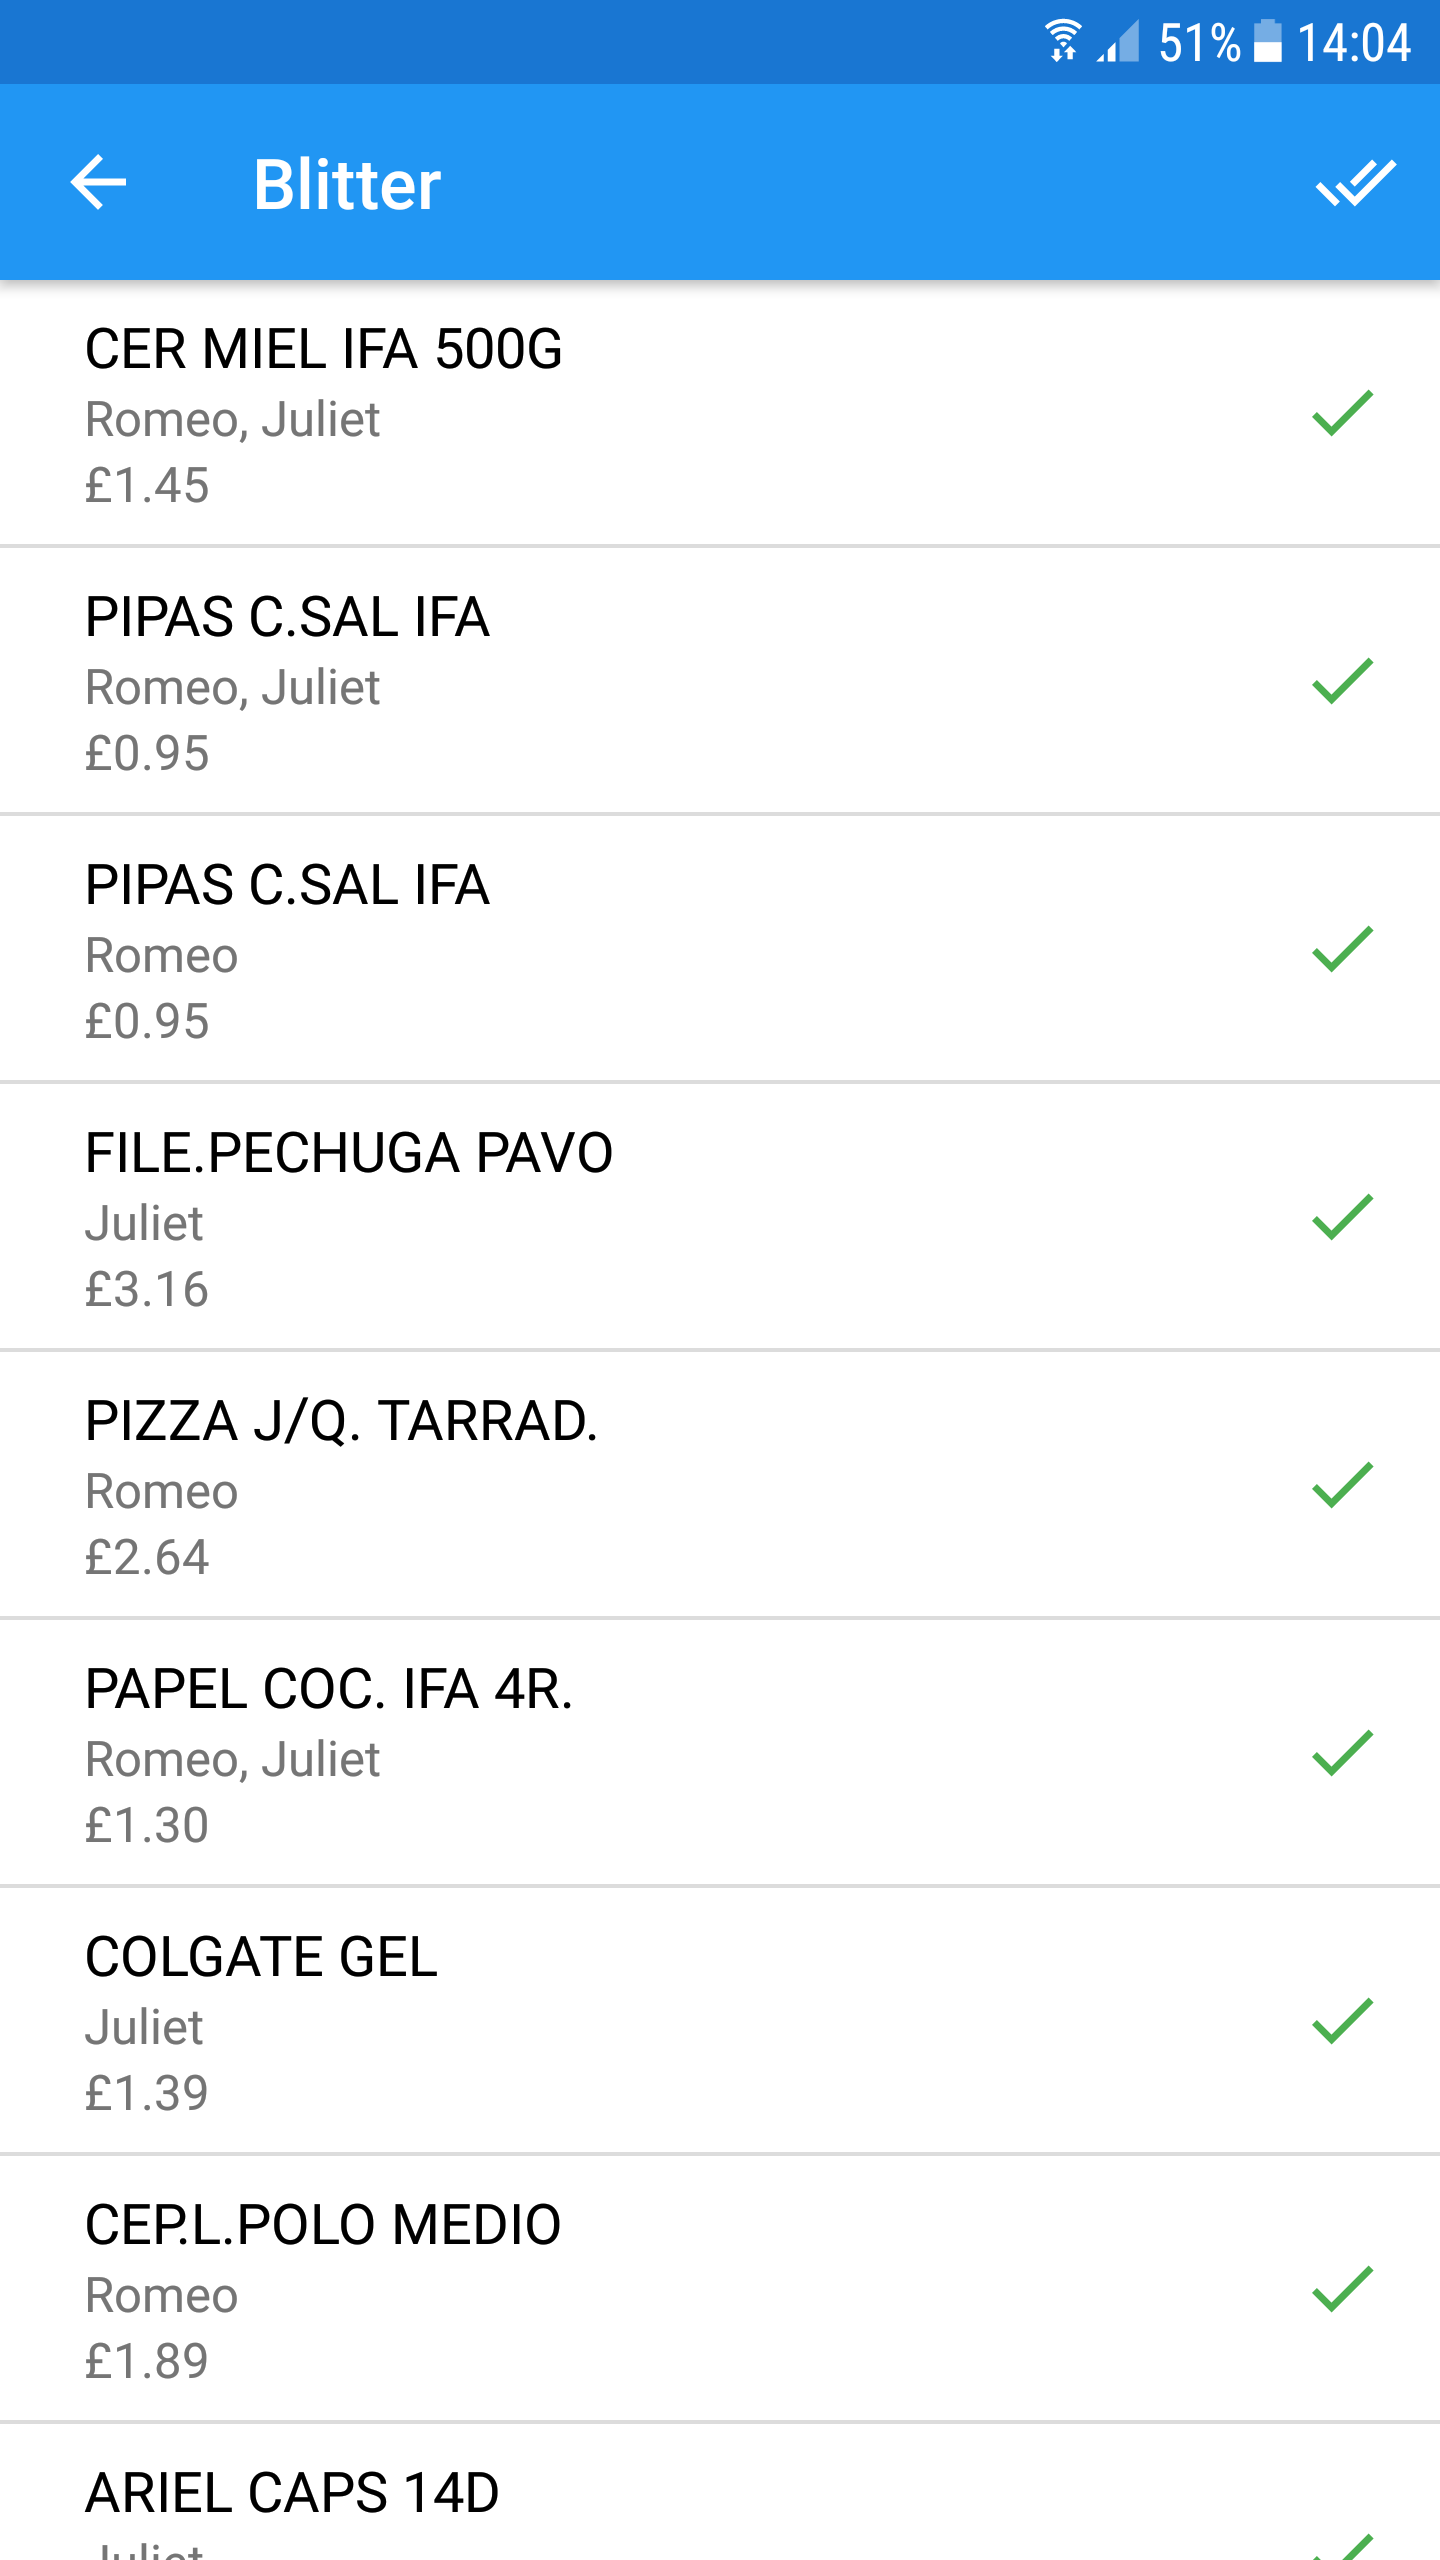 51% 14:04
Blitter
CER MIEL IFA 500G
Romeo, Juliet
£1.45
PIPAS C.SAL IFA
Romeo, Juliet
£0.95
PIPAS C.SAL IFA
Romeo
£0.95
FILE.PECHUGA PAVO
Juliet
£3.16
PIZZA J/Q. TARRAD.
Romeo
£2.64
PAPEL COC. IFA 4R.
Romeo, Juliet
£1.30
COLGATE GEL
Juliet
£1.39
CEP.L.POLO MEDIO
Romeo
£1.89
ARIEL CAPS 14D
Juliet